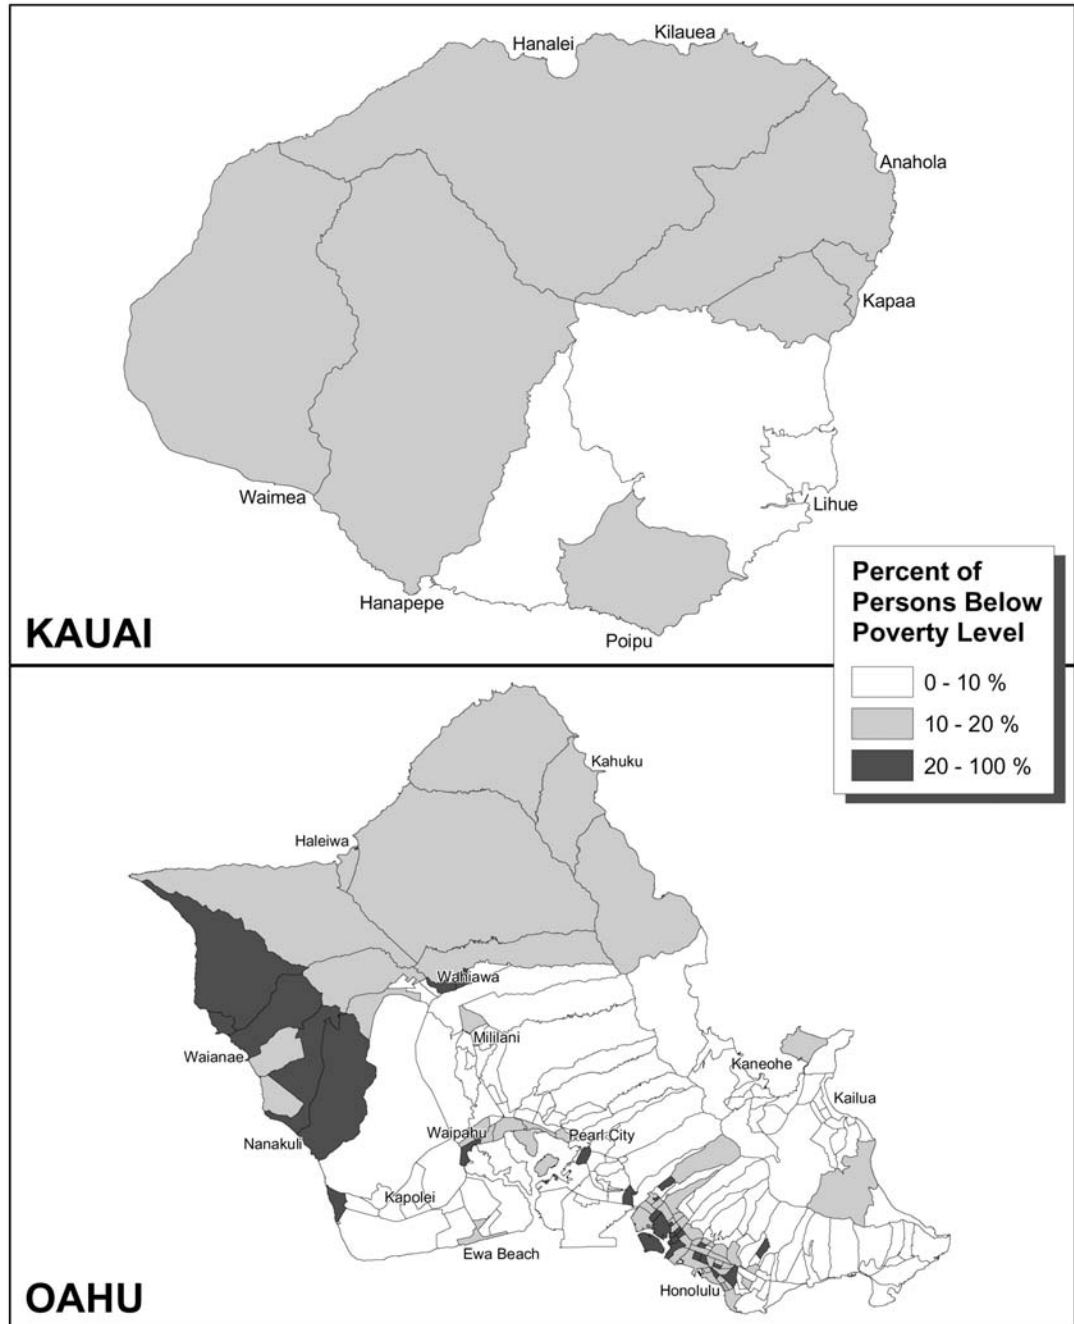 Hanalei
Kilauea
Anahola
Kapaa
Waimea
Lihue
Hanapepe
Poipu
KAUAI
Percent of
Persons Below
Poverty Level
0 - 10 %
10 - 20 %
20 - 100 %
Kahuku
Haleiwa
Wahiawa
Mililani
Waianae
Kaneohe
Kailua
Nanakuli
Waipahu
Pearl City
Kapolei
Ewa Beach
Honolulu
OAHU